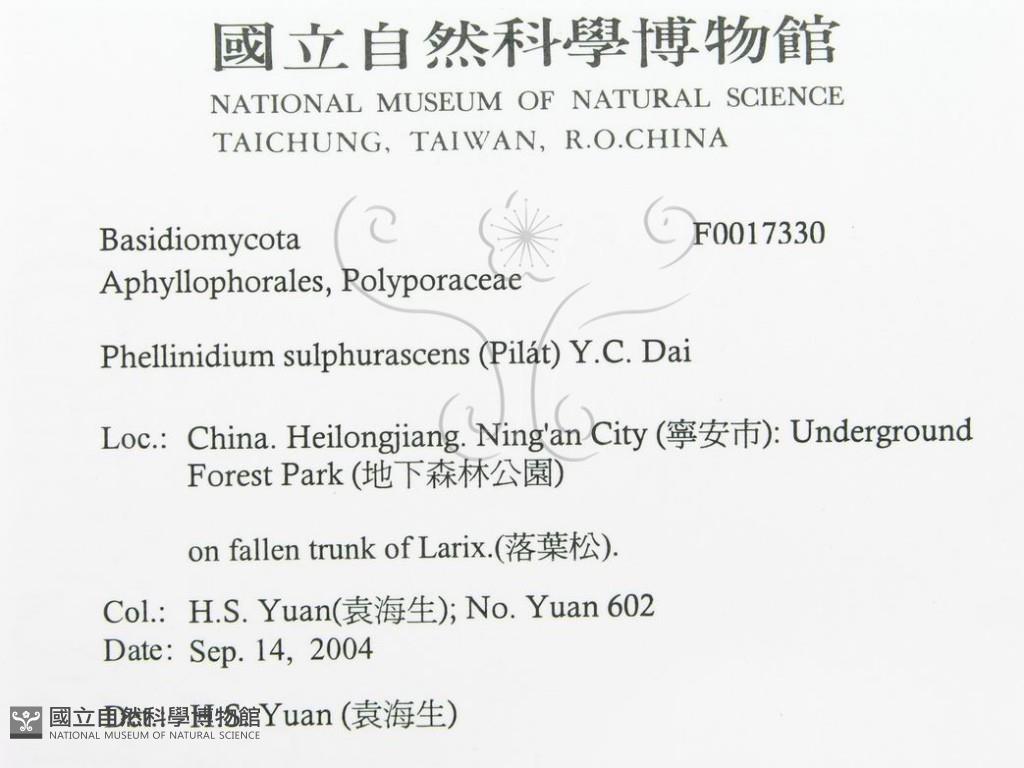 國立自然科學博物館
NATIONAL MUSEUM OF NATURAL SCIENCE
TAICHUNG, TAIWAN, R.O.CHINA
Basidiomycota F0017330
Aphyllophorales, Polyporaceae
Phellinidium sulphurascens (Pilát) Y.C. Dai
Loc.: China. Heilongjiang. Ning'an City (寧安市): Underground
Forest Park (地下森林公園)
on fallen trunk of Larix.(落葉松).
Col.: H.S. Yuan(袁海生); No. Yuan 602
Date: Sep. 14, 2004
Det.: H.S. Yuan (袁海生)
國立自然科學博物館
NATIONAL MUSEUM OF NATURAL SCIENCE